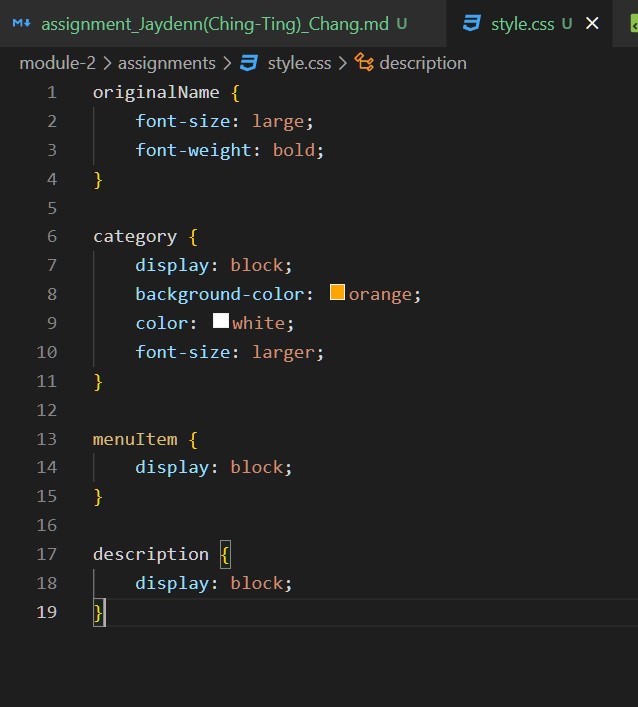 assignment_Jaydenn(Ching-Ting)_Chang.md U style.css U
module-2 > assignments > style.css > description
1 originalName {
2 font-size: large;
3 font-weight: bold;
4 }
5
6 category {
7 display: block;
8 background-color: orange;
9 color: white;
10 font-size: larger;
11 }
12
13 menuItem {
14 display: block;
15 }
16
17 description {
18 display: block;
19 }